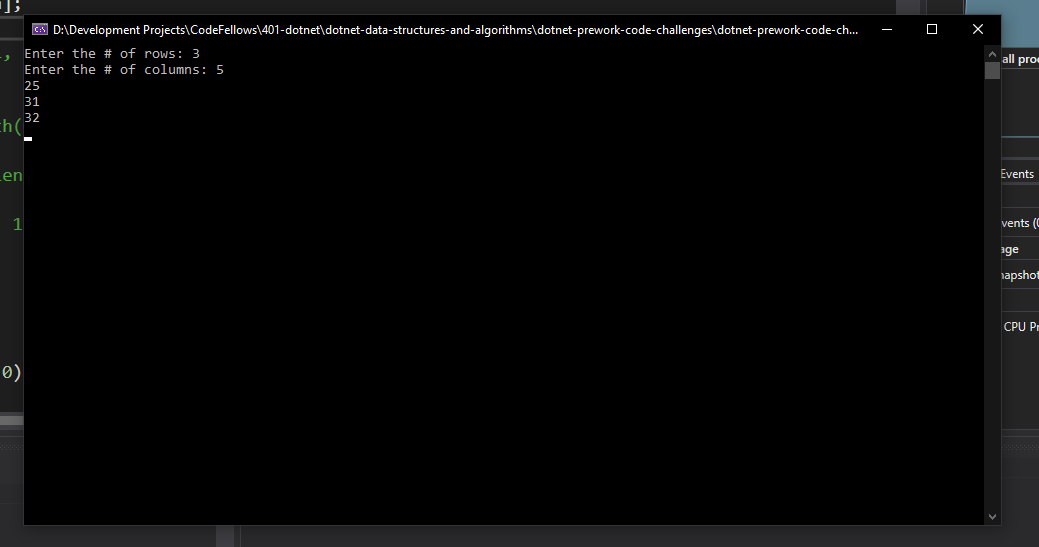 ];
D:\Development Projects\CodeFellows\401-dotnet\dotnet-data-structures-and-algorithms\dotnet-prework-code-challenges\dotnet-prework-code-ch...
Enter the # of rows: 3
all pro
Enter the # of columns: 5
25
31
32
h(
en
Events
1
vents (
age
napshot
CPU Pr
0)